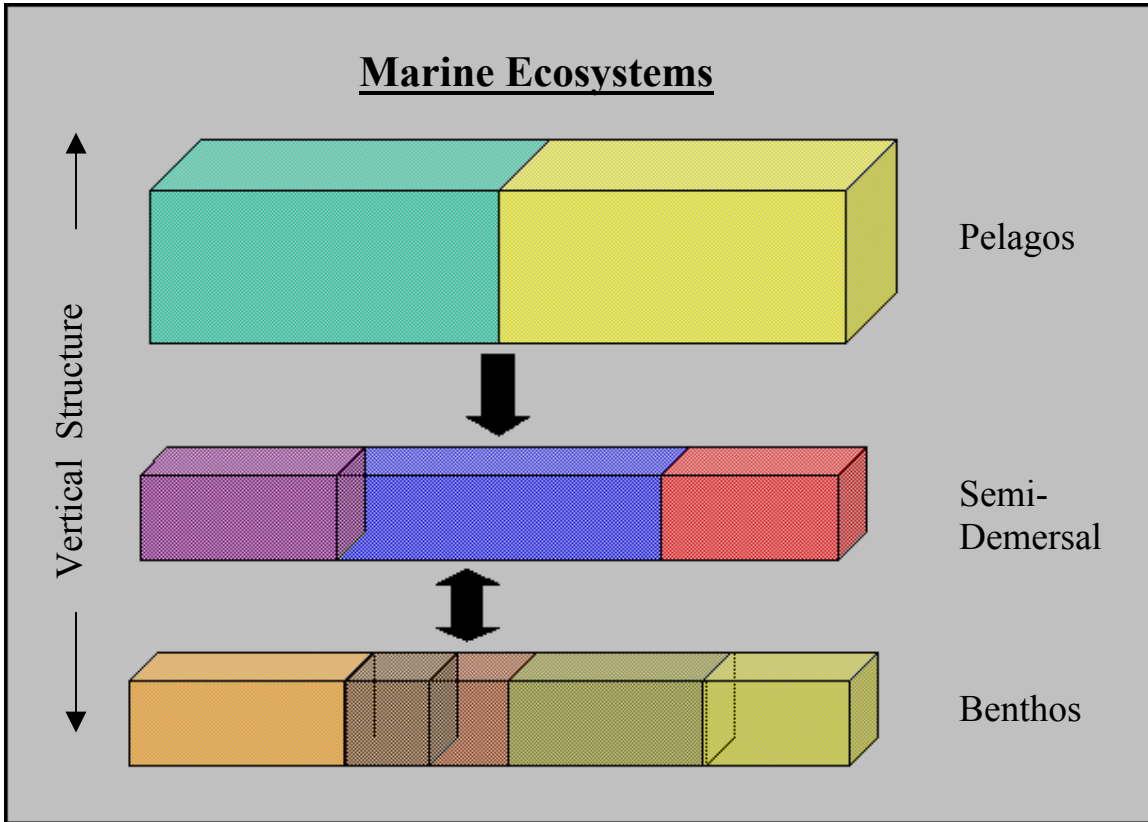 Marine Ecosystems
Vertical Structure
Pelagos
Semi-
Demersal
Benthos